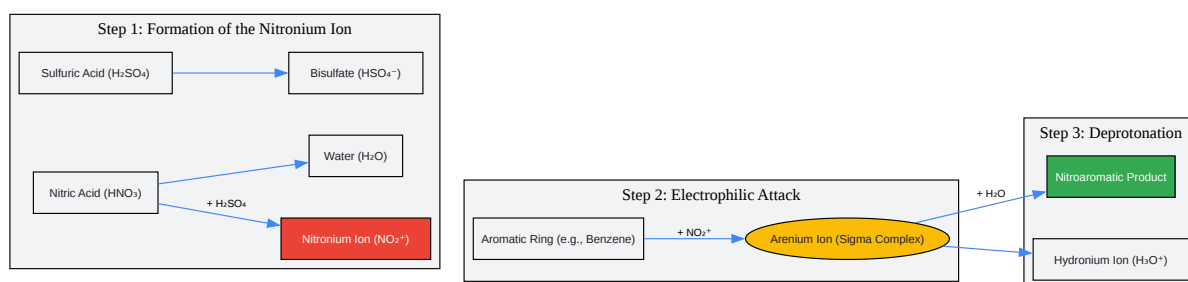 Step 1: Formation of the Nitronium Ion
Sulfuric Acid (H₂SO₄)
Bisulfate (HSO₄⁻)
Water (H₂O)
Nitric Acid (HNO₃)
+ H₂SO₄
Nitronium Ion (NO₂⁺)
Step 2: Electrophilic Attack
Aromatic Ring (e.g., Benzene)
+ NO₂⁺
Arenium Ion (Sigma Complex)
+ H₂O
Step 3: Deprotonation
Nitroaromatic Product
Hydronium Ion (H₃O⁺)